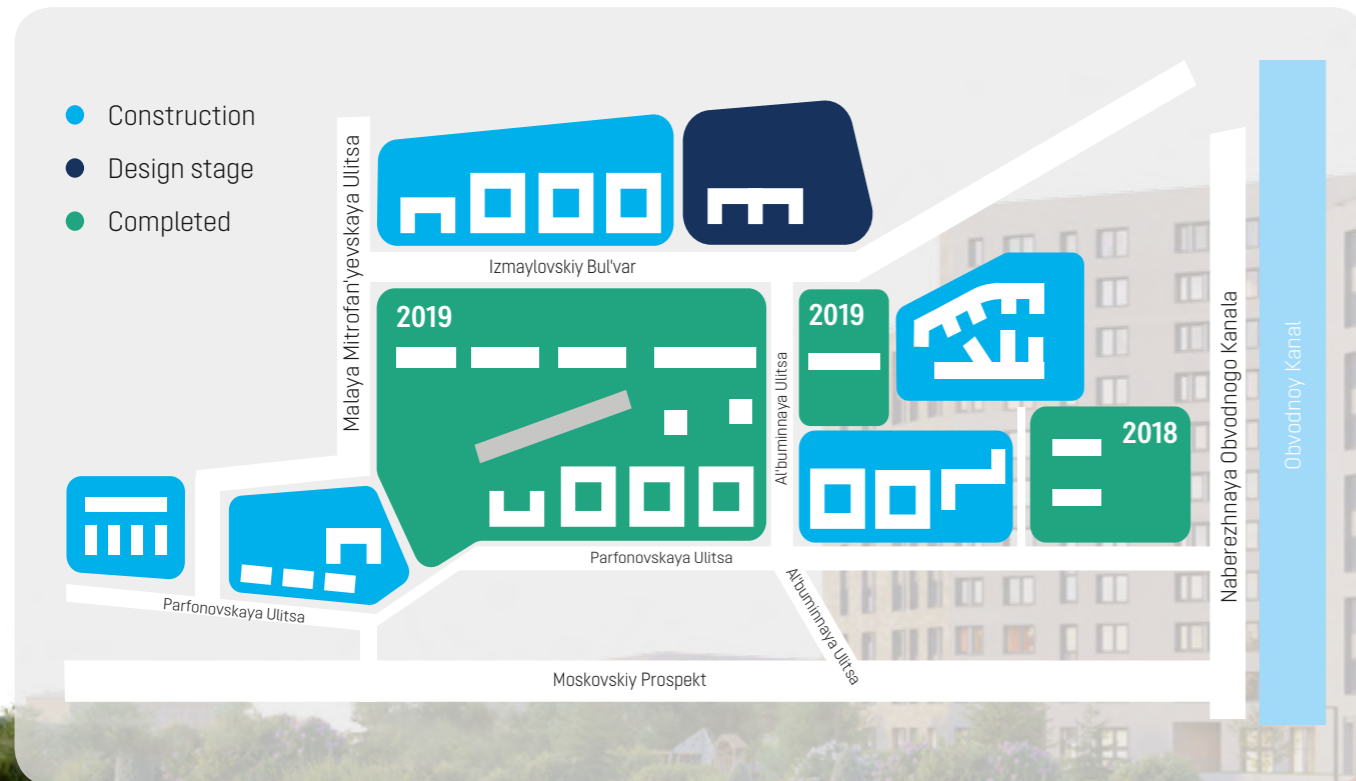 Construction
Design stage
Completed
Malaya Mitrofan'yevskaya Ulitsa
Izmaylovskiy Bul'var
2019
2019
Al'buminnaya Ulitsa
2018
Naberezhnaya Obvodnogo Kanala
Obvodnoy Kanal
Parfonovskaya Ulitsa
Parfonovskaya Ulitsa
Al'buminnaya Ulitsa
Moskovskiy Prospekt